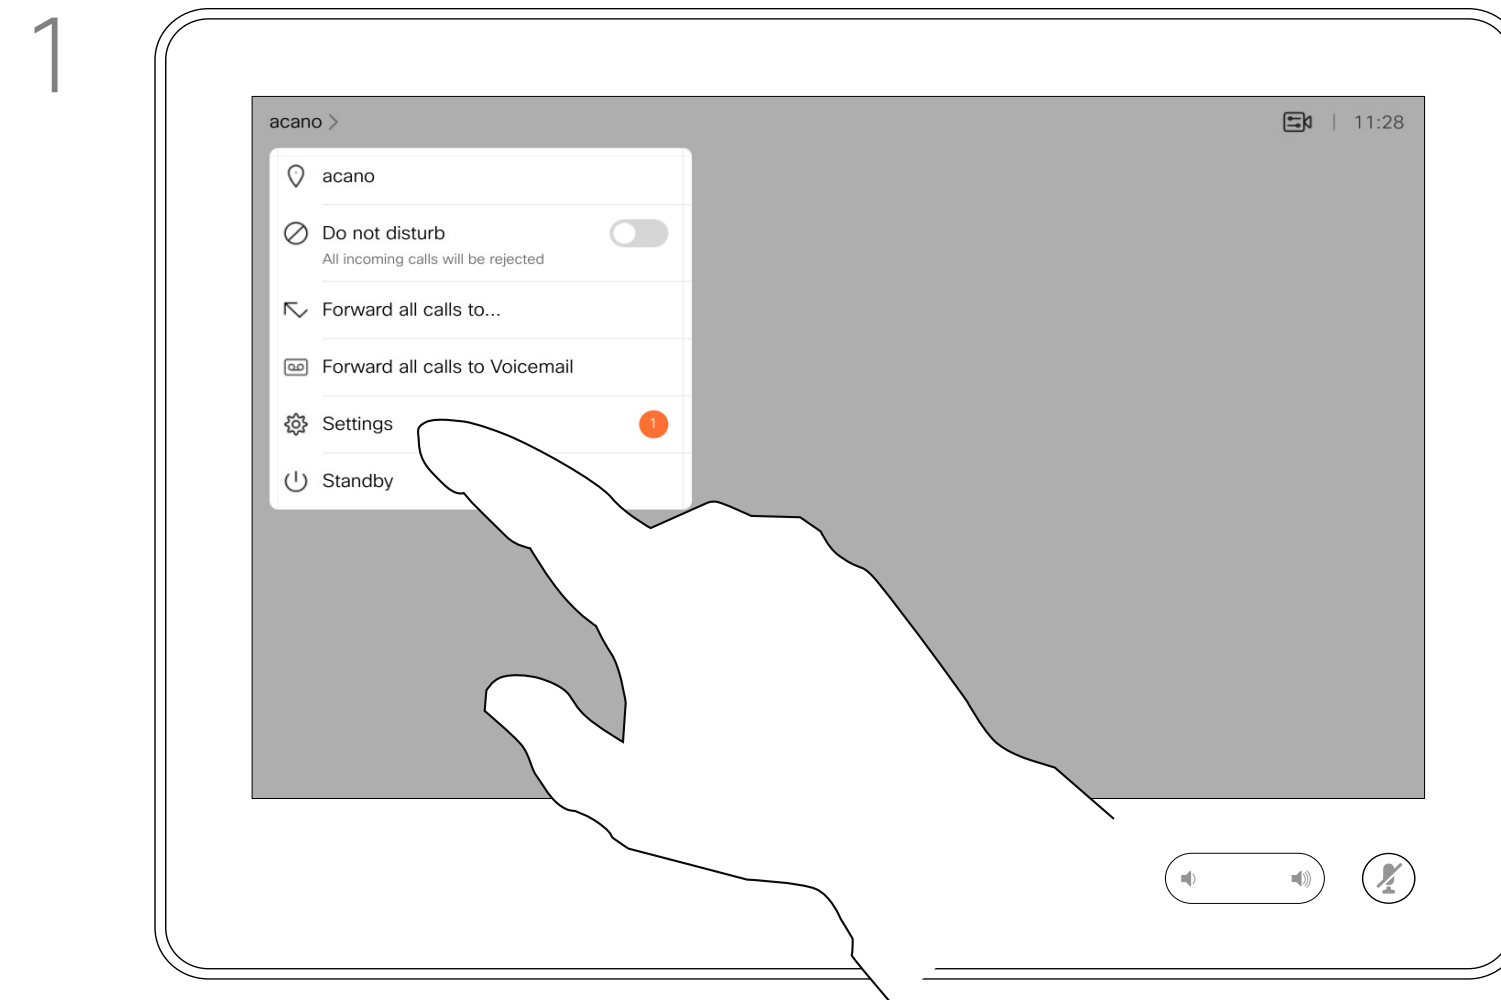 1
acano >
11:28
acano
Do not disturb
All incoming calls will be rejected
Forward all calls to...
Forward all calls to Voicemail
Settings
1
Standby